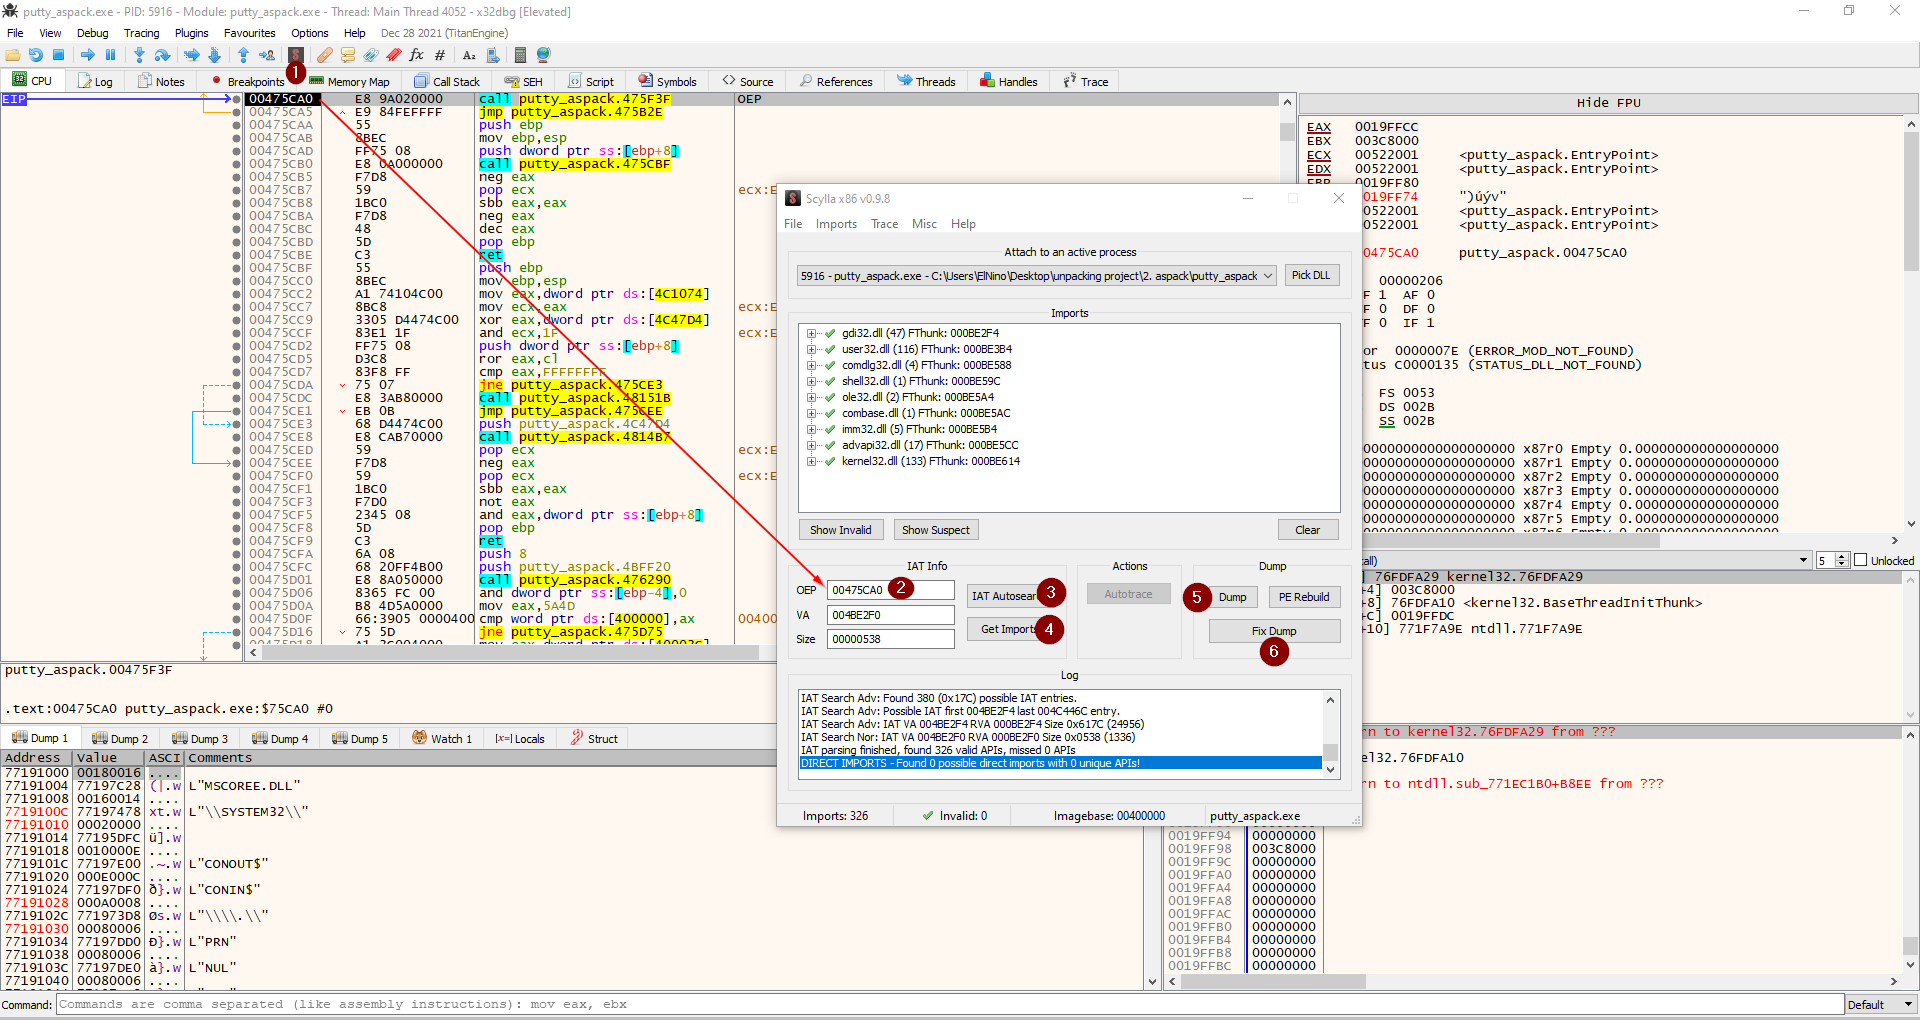 putty_aspack.exe - PID: 5916 - Module: putty_aspack.exe - Thread: Main Thread 4052 - x32dbg [Elevated]
File View Debug Tracing Plugins Favourites Options Help Dec 28 2021 (TitanEngine)
CPU Log Notes Breakpoints Memory Map Call Stack SEH Script Symbols Source References Threads Handles Trace
1
EIP
00475CA0 E8 9A020000 call putty_aspack.475F3F OEP
00475CA5 E9 84FEFFFF jmp putty_aspack.475B2E
00475CAA 55 push ebp
00475CAB 8BEC mov ebp,esp
00475CAD FF75 08 push dword ptr ss:[ebp+8]
00475CB0 E8 0A000000 call putty_aspack.475CBF
00475CB5 F7D8 neg eax
00475CB7 59 pop ecx ecx:E
00475CB8 1BC0 sbb eax,eax
00475CBA F7D8 neg eax
00475CBC 48 dec eax
00475CBD 5D pop ebp
00475CBE C3 ret
00475CBF 55 push ebp
00475CC0 8BEC mov ebp,esp
00475CC2 A1 74104C00 mov eax,dword ptr ds:[4C1074]
00475CC7 8BC8 mov ecx,eax ecx:E
00475CC9 3305 D4474C00 xor eax,dword ptr ds:[4C47D4]
00475CCF 83E1 1F and ecx,1F ecx:E
00475CD2 FF75 08 push dword ptr ss:[ebp+8]
00475CD5 D3C8 ror eax,cl
00475CD7 83F8 FF cmp eax,FFFFFFFF
00475CDA 75 07 jne putty_aspack.475CE3
00475CDC E8 3AB80000 call putty_aspack.48151B
00475CE1 EB 0B jmp putty_aspack.475CEE
00475CE3 68 D4474C00 push putty_aspack.4C47D4
00475CE8 E8 CAB70000 call putty_aspack.4814B7
00475CED 59 pop ecx ecx:E
00475CEE F7D8 neg eax
00475CF0 59 pop ecx ecx:E
00475CF1 1BC0 sbb eax,eax
00475CF3 F7D0 not eax
00475CF5 2345 08 and eax,dword ptr ss:[ebp+8]
00475CF8 5D pop ebp
00475CF9 C3 ret
00475CFA 6A 08 push 8
00475CFC 68 20FF4B00 push putty_aspack.4BFF20
00475D01 E8 8A050000 call putty_aspack.476290
00475D06 8365 FC 00 and dword ptr ss:[ebp-4],0
00475D0A B8 4D5A0000 mov eax,5A4D
00475D0F 66:3905 0000400 cmp word ptr ds:[400000],ax 00400
00475D16 75 5D jne putty_aspack.475D75
putty_aspack.00475F3F
.text:00475CA0 putty_aspack.exe:$75CA0 #0
Hide FPU
EAX 0019FFCC
EBX 003C8000
ECX 00522001 <putty_aspack.EntryPoint>
EDX 00522001 <putty_aspack.EntryPoint>
EBP 0019FF80
0019FF74 ")úýv"
00522001 <putty_aspack.EntryPoint>
00522001 <putty_aspack.EntryPoint>
00475CA0 putty_aspack.00475CA0
00000206
F 1 AF 0
F 0 DF 0
F 0 IF 1
or 0000007E (ERROR_MOD_NOT_FOUND)
tus C0000135 (STATUS_DLL_NOT_FOUND)
FS 0053
DS 002B
SS 002B
00000000000000000000 x87r0 Empty 0.000000000000000000
00000000000000000000 x87r1 Empty 0.000000000000000000
00000000000000000000 x87r2 Empty 0.000000000000000000
00000000000000000000 x87r3 Empty 0.000000000000000000
00000000000000000000 x87r4 Empty 0.000000000000000000
00000000000000000000 x87r5 Empty 0.000000000000000000
all) 5 Unlocked
] 76FDFA29 kernel32.76FDFA29
+4] 003C8000
+8] 76FDFA10 <kernel32.BaseThreadInitThunk>
+C] 0019FFDC
+10] 771F7A9E ntdll.771F7A9E
Scylla x86 v0.9.8
File Imports Trace Misc Help
Attach to an active process
5916 - putty_aspack.exe - C:\Users\ElNino\Desktop\unpacking project\2. aspack\putty_aspack Pick DLL
Imports
gdi32.dll (47) FThunk: 000BE2F4
user32.dll (116) FThunk: 000BE3B4
comdlg32.dll (4) FThunk: 000BE588
shell32.dll (1) FThunk: 000BE59C
ole32.dll (2) FThunk: 000BE5A4
combase.dll (1) FThunk: 000BE5AC
imm32.dll (5) FThunk: 000BE5B4
advapi32.dll (17) FThunk: 000BE5CC
kernel32.dll (133) FThunk: 000BE614
Show Invalid Show Suspect Clear
IAT Info Actions Dump
OEP 00475CA0 2 IAT Autosear 3 Autotrace 5 Dump PE Rebuild
VA 004BE2F0
Size 00000538 Get Imports 4 Fix Dump
6
Log
IAT Search Adv: Found 380 (0x17C) possible IAT entries.
IAT Search Adv: Possible IAT first 004BE2F4 last 004C446C entry.
IAT Search Adv: IAT VA 004BE2F4 RVA 000BE2F4 Size 0x617C (24956)
IAT Search Nor: IAT VA 004BE2F0 RVA 000BE2F0 Size 0x0538 (1336)
IAT parsing finished, found 326 valid APIs, missed 0 APIs
DIRECT IMPORTS - Found 0 possible direct imports with 0 unique APIs!
Imports: 326 Invalid: 0 Imagebase: 00400000 putty_aspack.exe
Dump 1 Dump 2 Dump 3 Dump 4 Dump 5 Watch 1 [x=] Locals Struct
Address Value ASCI Comments
77191000 00180016 ....
77191004 77197C28 (|.w L"MSCOREE.DLL"
77191008 00160014 ....
7719100C 77197478 xt.w L"\\SYSTEM32\\"
77191010 00020000 ....
77191014 77195DFC ü].w
77191018 0010000E ....
7719101C 77197E00 .~.w L"CONOUT$"
77191020 000E000C ....
77191024 77197DF0 ð}.w L"CONIN$"
77191028 000A0008 ....
7719102C 771973D8 Øs.w L"\\\\.\\"
77191030 00080006 ....
77191034 77197DD0 Ð}.w L"PRN"
77191038 00080006 ....
7719103C 77197DE0 à}.w L"NUL"
77191040 00080006
rn to kernel32.76FDFA29 from ???
el32.76FDFA10
rn to ntdll.sub_771EC1B0+B8EE from ???
0019FF94 00000000
0019FF98 003C8000
0019FF9C 00000000
0019FFA0 00000000
0019FFA4 00000000
0019FFA8 00000000
0019FFAC 00000000
0019FFB0 00000000
0019FFB4 00000000
0019FFB8 00000000
0019FFBC 00000000
Command: Commands are comma separated (like assembly instructions): mov eax, ebx Default